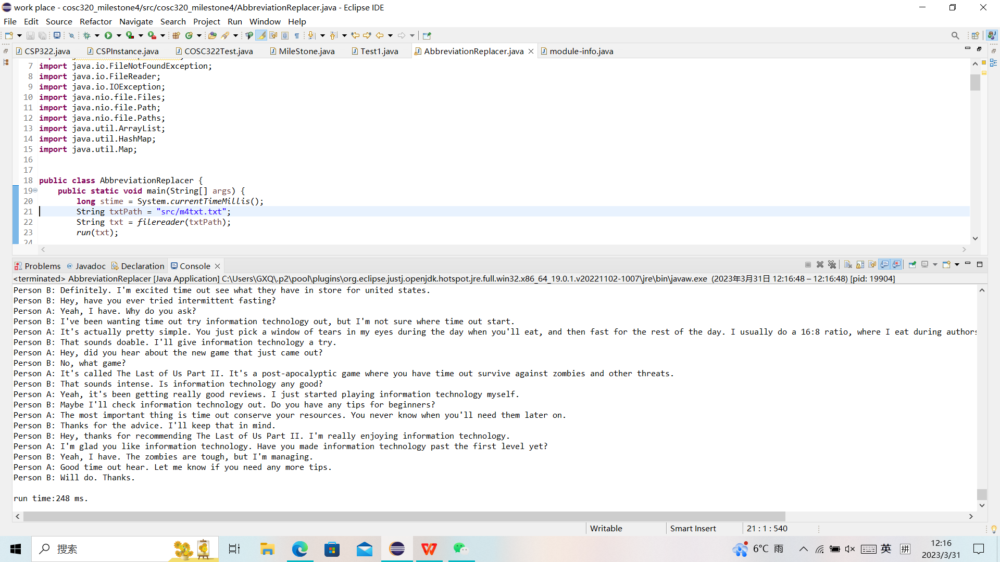 work place - cosc320_milestone4/src/cosc320_milestone4/AbbreviationReplacer.java - Eclipse IDE
File Edit Source Refactor Navigate Search Project Run Window Help
CSP322.java CSPInstance.java COSC322Test.java MileStone.java Test1.java AbbreviationReplacer.java module-info.java
7 import java.io.FileNotFoundException;
8 import java.io.FileReader;
9 import java.io.IOException;
10 import java.nio.file.Files;
11 import java.nio.file.Path;
12 import java.nio.file.Paths;
13 import java.util.ArrayList;
14 import java.util.HashMap;
15 import java.util.Map;
16
17
18 public class AbbreviationReplacer {
19 public static void main(String[] args) {
20 long stime = System.currentTimeMillis();
21 String txtPath = "src/m4txt.txt";
22 String txt = filereader(txtPath);
23 run(txt);
24
Problems Javadoc Declaration Console
<terminated> AbbreviationReplacer [Java Application] C:\Users\GXQ\.p2\pool\plugins\org.eclipse.justj.openjdk.hotspot.jre.full.win32.x86_64_19.0.1.v20221102-1007\jre\bin\javaw.exe (2023年3月31日 12:16:48 – 12:16:48) [pid: 19904]
Person B: Definitely. I'm excited time out see what they have in store for united states.
Person B: Hey, have you ever tried intermittent fasting?
Person A: Yeah, I have. Why do you ask?
Person B: I've been wanting time out try information technology out, but I'm not sure where time out start.
Person A: It's actually pretty simple. You just pick a window of tears in my eyes during the day when you'll eat, and then fast for the rest of the day. I usually do a 16:8 ratio, where I eat during authors
Person B: That sounds doable. I'll give information technology a try.
Person A: Hey, did you hear about the new game that just came out?
Person B: No, what game?
Person A: It's called The Last of Us Part II. It's a post-apocalyptic game where you have time out survive against zombies and other threats.
Person B: That sounds intense. Is information technology any good?
Person A: Yeah, it's been getting really good reviews. I just started playing information technology myself.
Person B: Maybe I'll check information technology out. Do you have any tips for beginners?
Person A: The most important thing is time out conserve your resources. You never know when you'll need them later on.
Person B: Thanks for the advice. I'll keep that in mind.
Person B: Hey, thanks for recommending The Last of Us Part II. I'm really enjoying information technology.
Person A: I'm glad you like information technology. Have you made information technology past the first level yet?
Person B: Yeah, I have. The zombies are tough, but I'm managing.
Person A: Good time out hear. Let me know if you need any more tips.
Person B: Will do. Thanks.
run time:248 ms.
Writable Smart Insert 21 : 1 : 540
搜索
6°C 雨
英 拼
12:16
2023/3/31